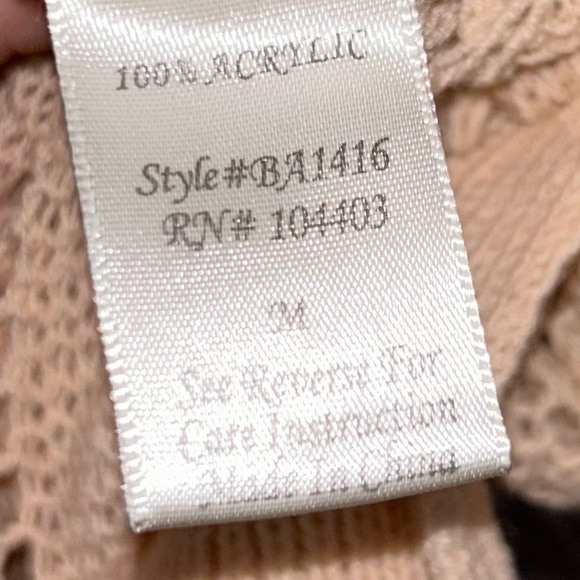 100% ACRYLIC
Style#BA1416
RN# 104403
M
See Reverse For
Care Instruction
Made In China